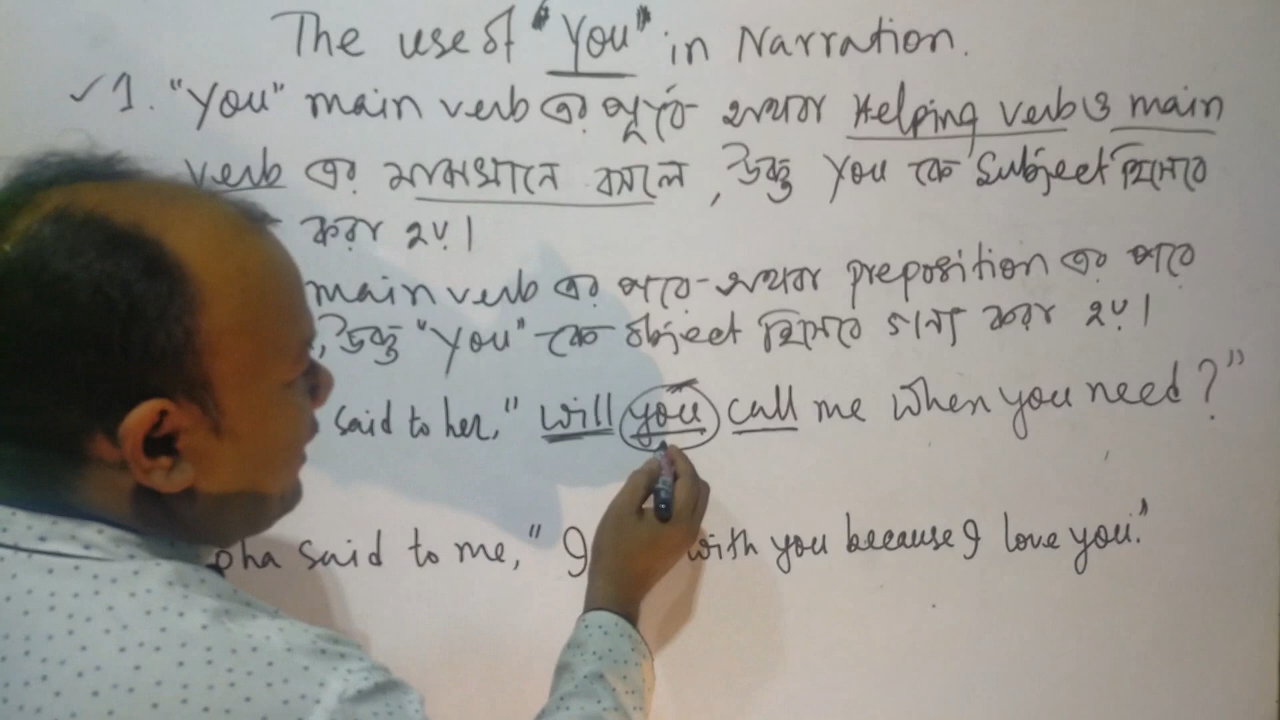 The use of "You" in Narration.
✓1. "You" main verb এর পূর্বে অথবা Helping verb ও main
verb এর মাঝখানে বসলে, উক্ত You কে Subject হিসেবে
করা হয়।
main verb এর পরে-অথবা preposition এর পরে
, উক্ত "You"-কে object হিসেবে গণ্য করা হয়।
said to her," will you call me when you need?"
said to me," I with you because I love you."